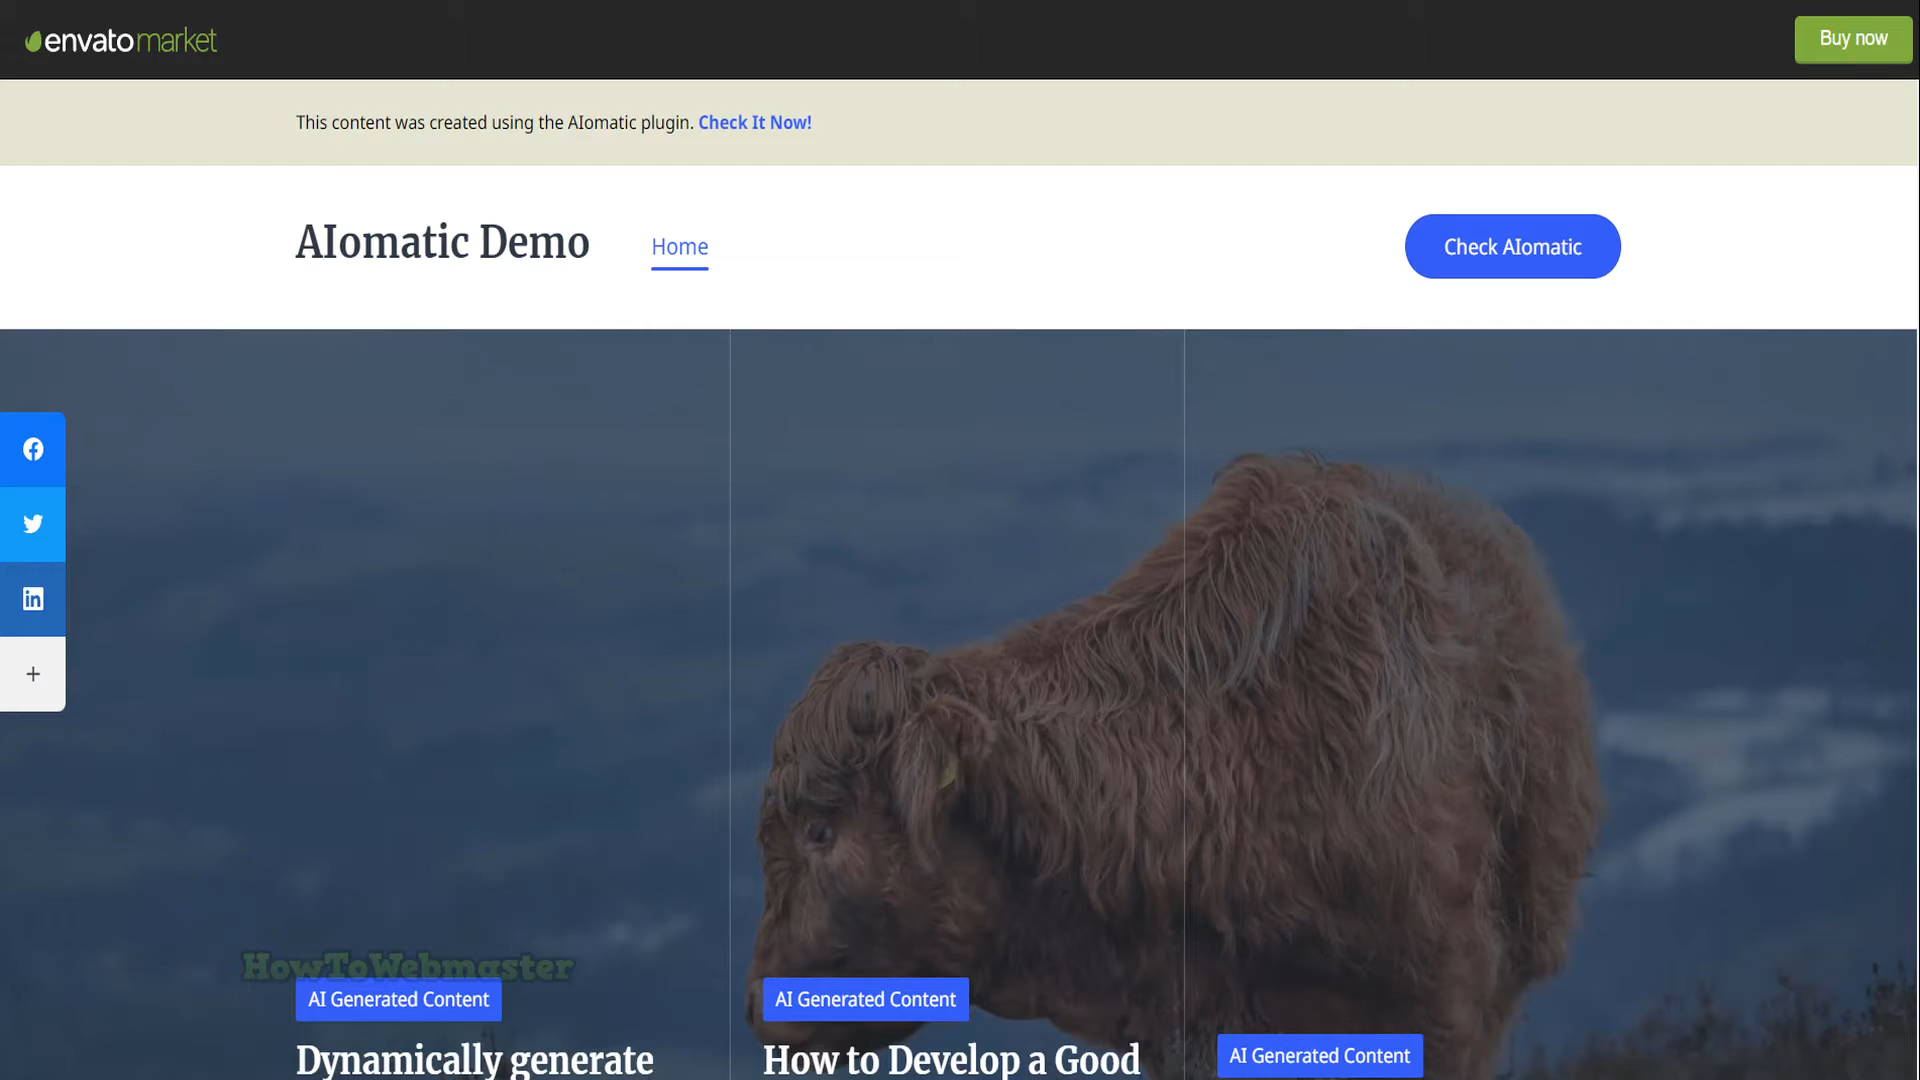 envatomarket
Buy now
This content was created using the AIomatic plugin. Check It Now!
AIomatic Demo
Home
Check AIomatic
HowToWebmaster
AI Generated Content
AI Generated Content
AI Generated Content
Dynamically generate
How to Develop a Good